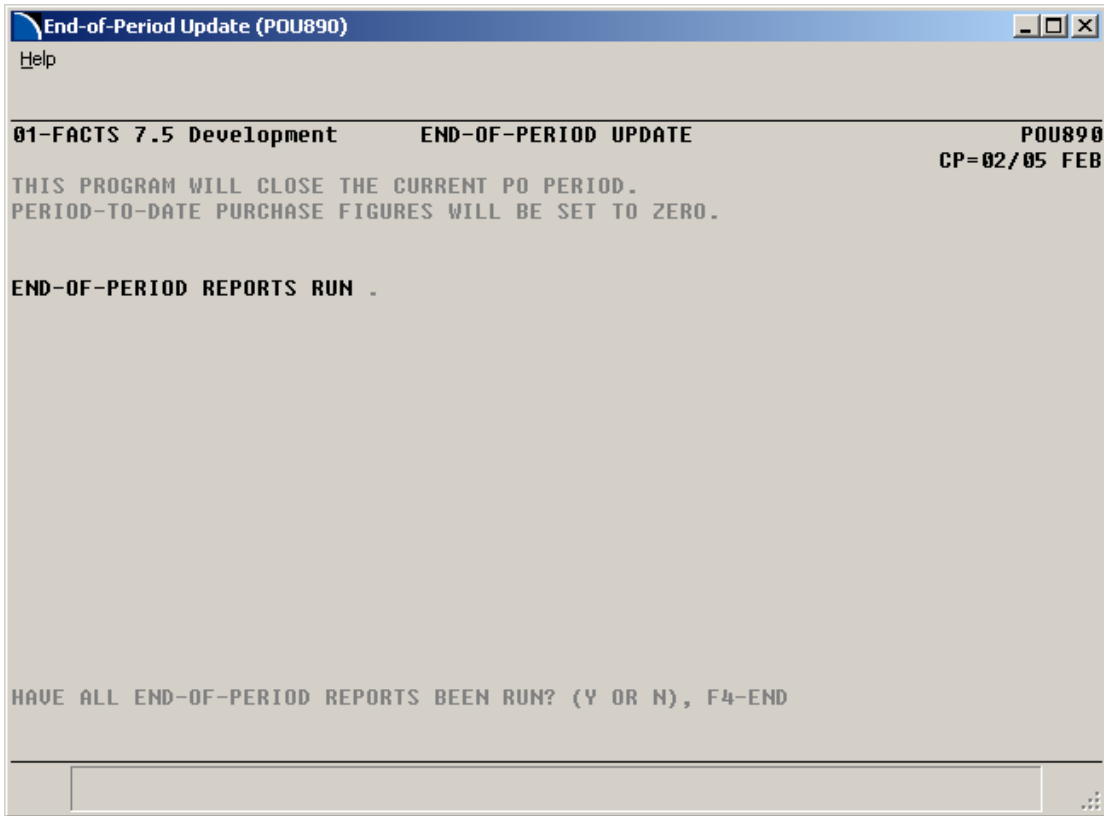 End-of-Period Update (POU890)
Help
01-FACTS 7.5 Development END-OF-PERIOD UPDATE POU890
CP=02/05 FEB
THIS PROGRAM WILL CLOSE THE CURRENT PO PERIOD.
PERIOD-TO-DATE PURCHASE FIGURES WILL BE SET TO ZERO.
END-OF-PERIOD REPORTS RUN .
HAVE ALL END-OF-PERIOD REPORTS BEEN RUN? (Y OR N), F4-END